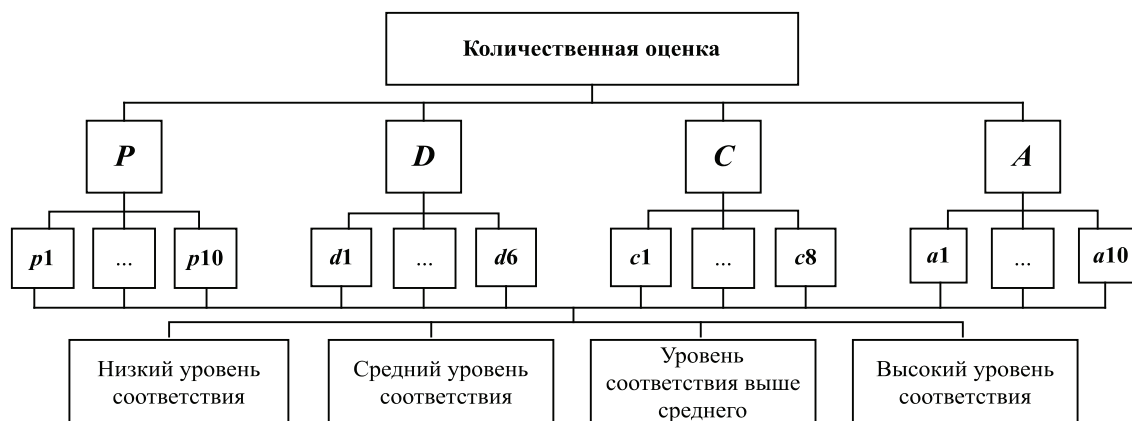 Количественная оценка
P D C A
p1 ... p10 d1 ... d6 c1 ... c8 a1 ... a10
Низкий уровень
соответствия
Средний уровень
соответствия
Уровень
соответствия выше
среднего
Высокий уровень
соответствия